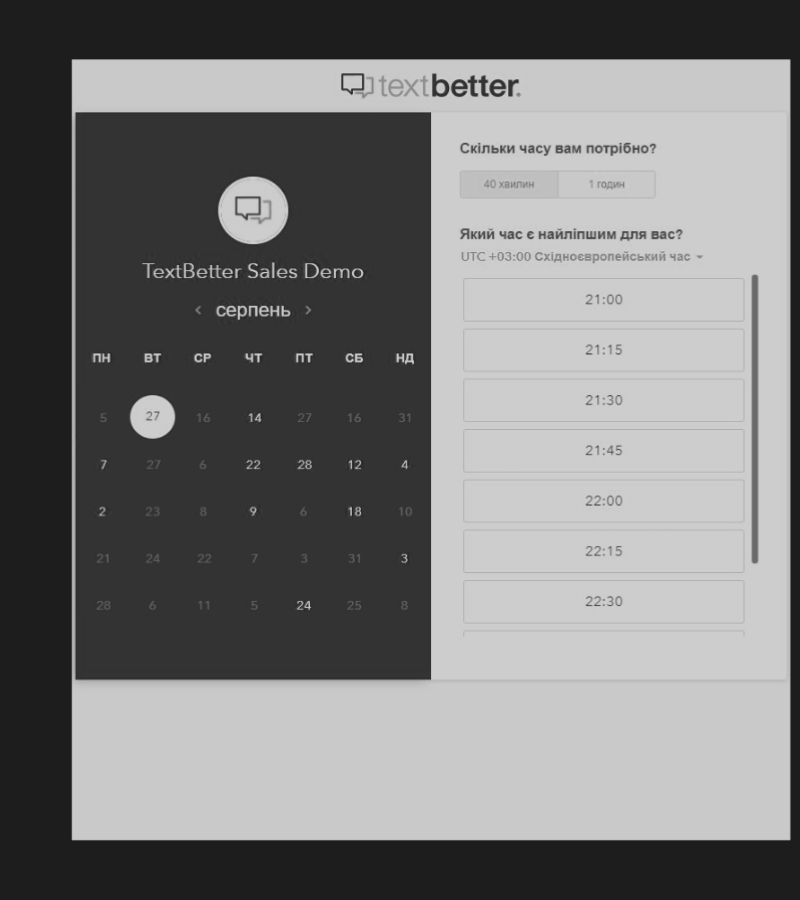 textbetter.
TextBetter Sales Demo
‹ серпень ›
ПН ВТ СР ЧТ ПТ СБ НД
5 27 16 14 27 16 31
7 27 6 22 28 12 4
2 23 8 9 6 18 10
21 24 22 7 3 31 3
28 6 11 5 24 25 8
Скільки часу вам потрібно?
40 хвилин 1 годин
Який час є найліпшим для вас?
UTC +03:00 Східноєвропейський час
21:00
21:15
21:30
21:45
22:00
22:15
22:30